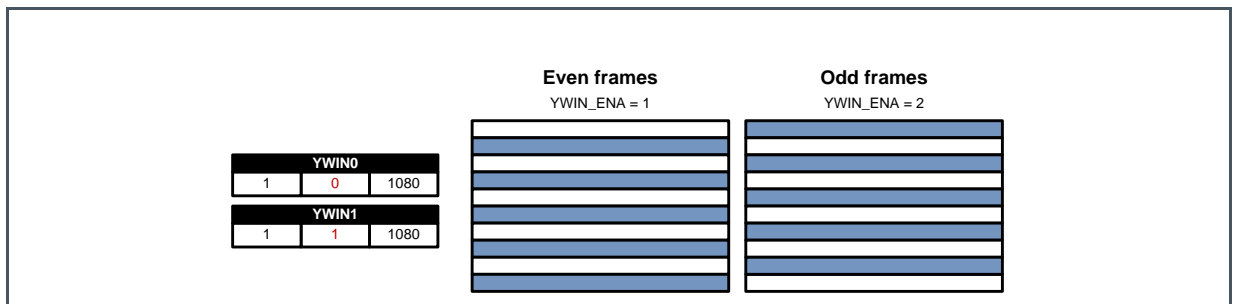 Even frames
Odd frames
YWIN_ENA = 1
YWIN_ENA = 2
YWIN0
1 0 1080
YWIN1
1 1 1080